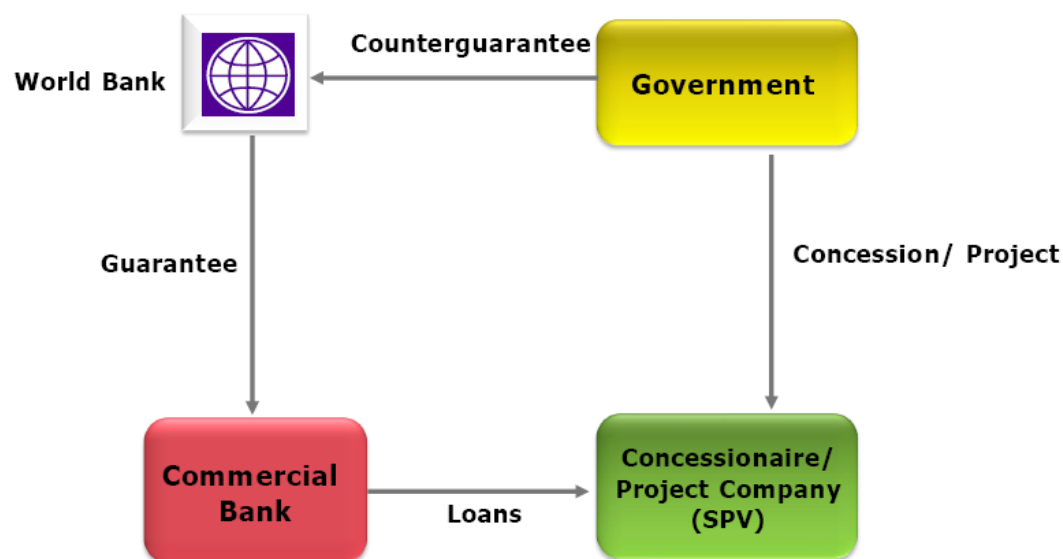 Counterguarantee
World Bank
Government
Guarantee
Concession/ Project
Commercial
Bank
Loans
Concessionaire/
Project Company
(SPV)